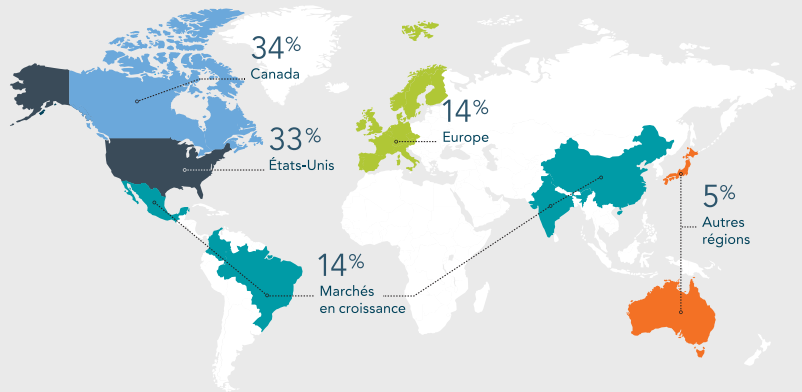 34%
Canada
33%
États-Unis
14%
Europe
5%
Autres
régions
14%
Marchés
en croissance